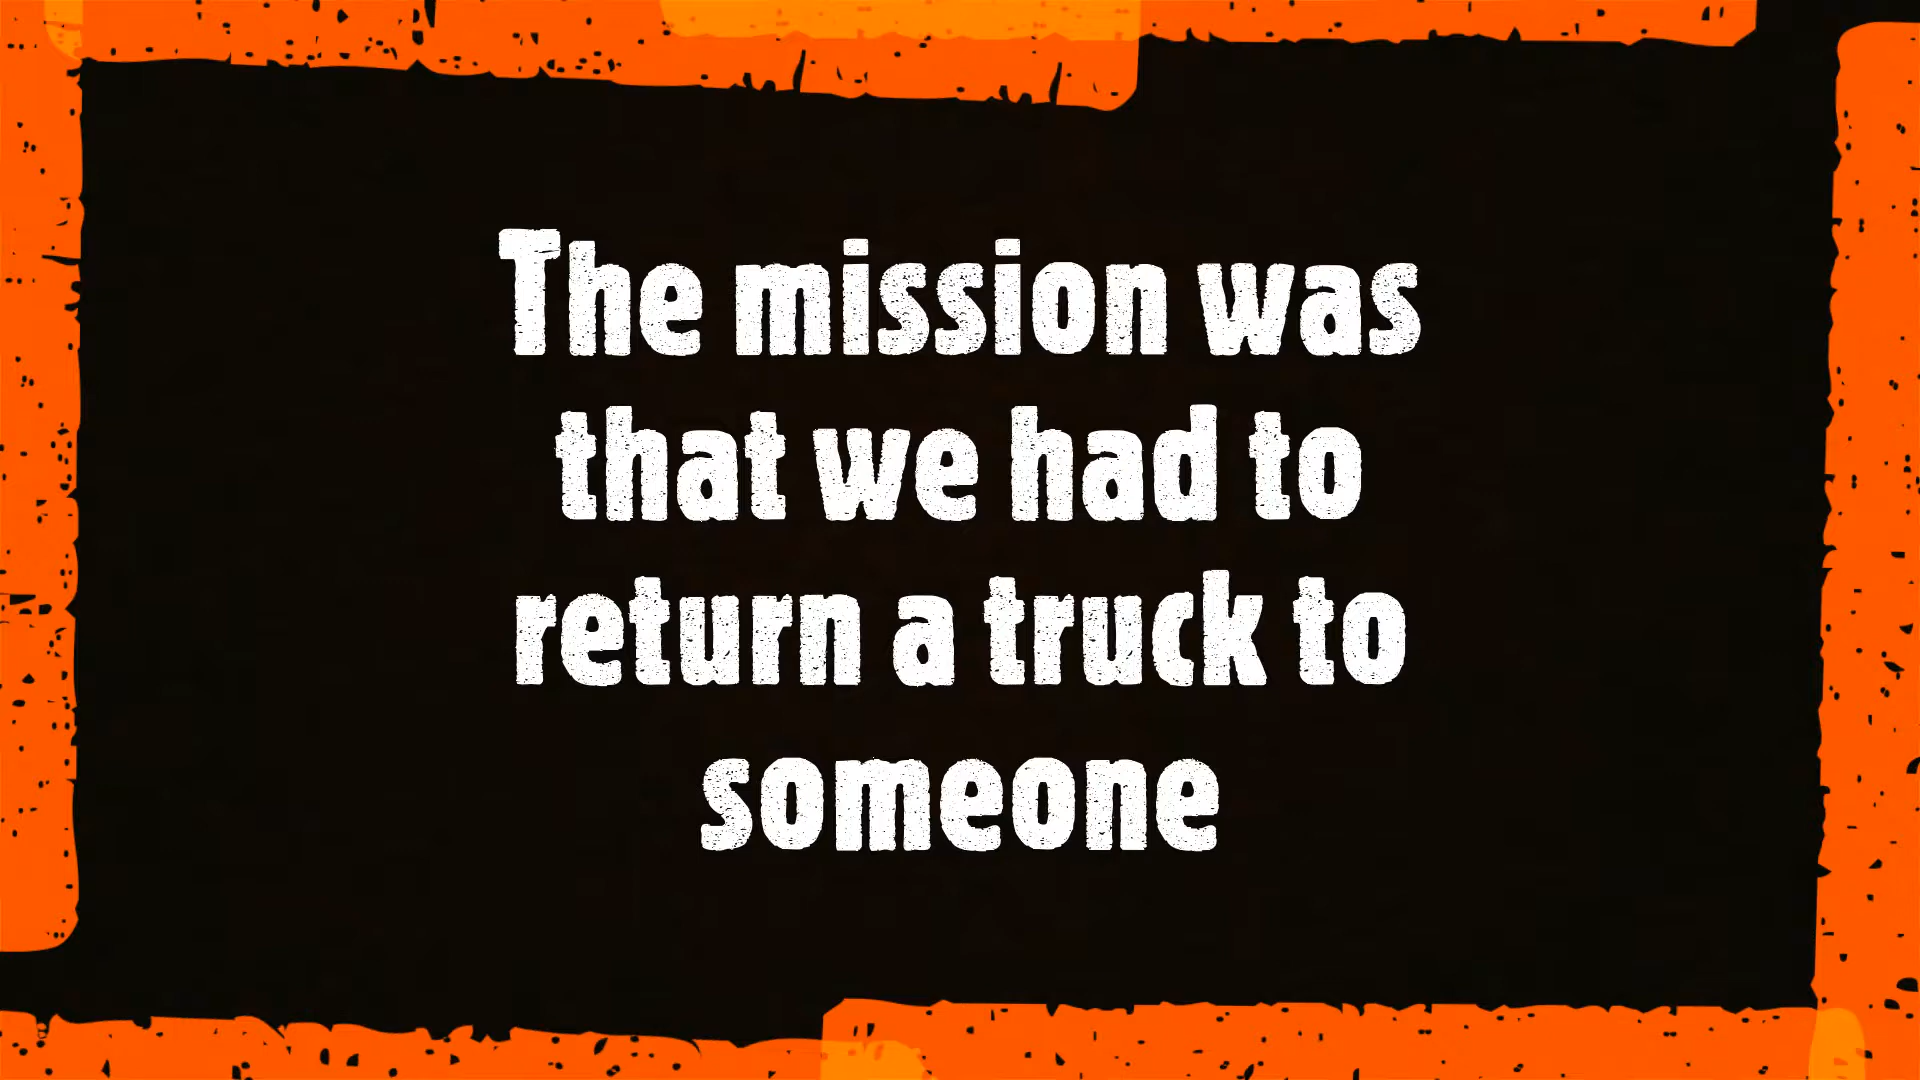 The mission was
that we had to
return a truck to
someone